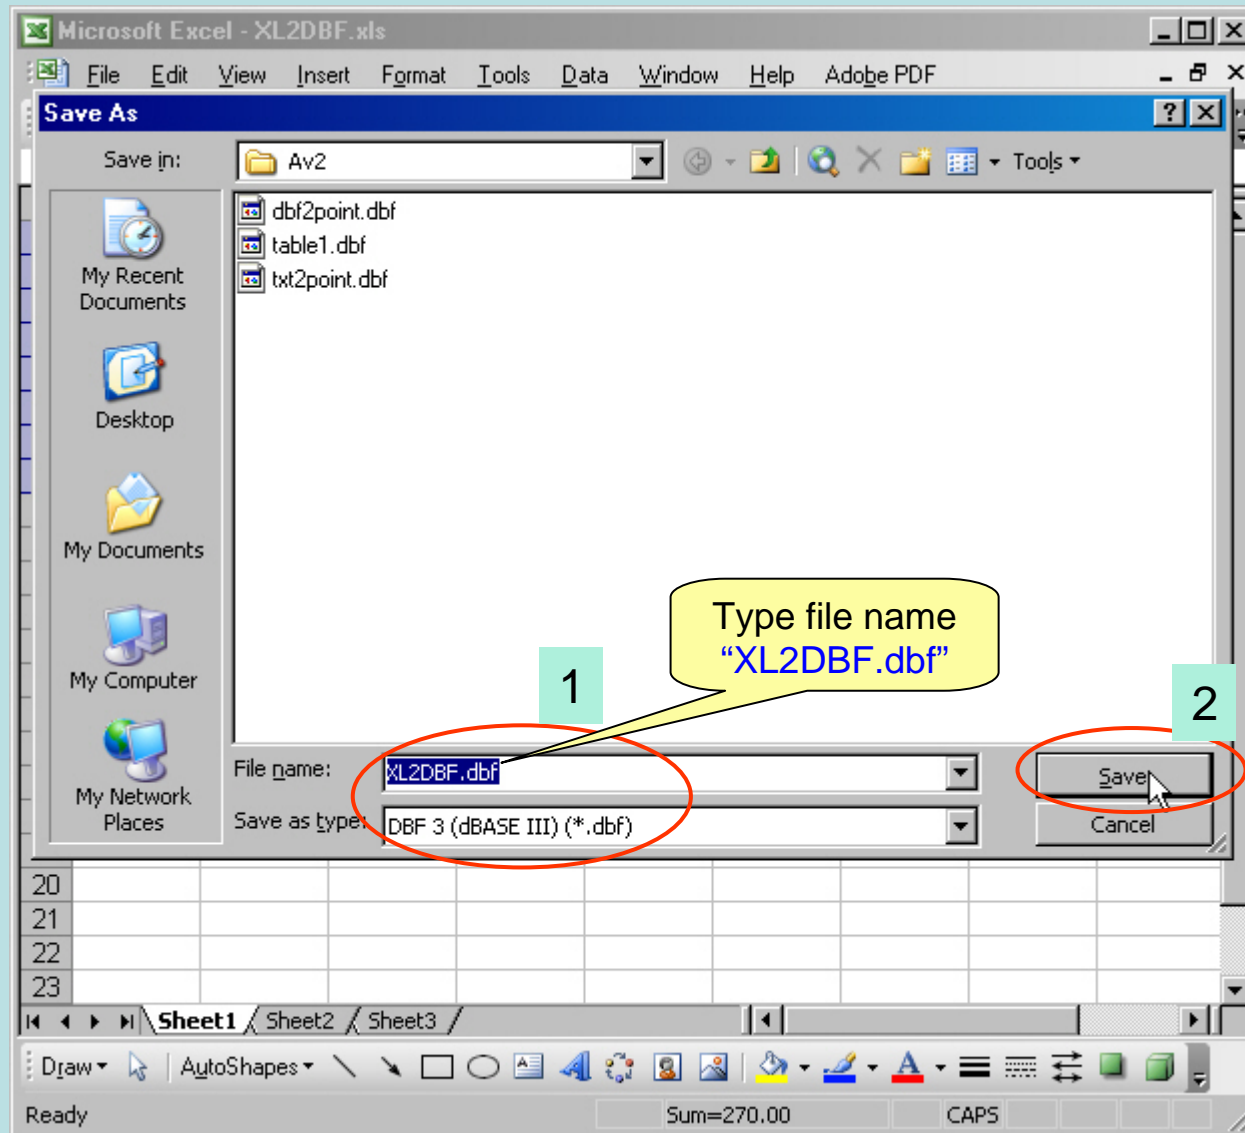 Microsoft Excel - XL2DBF.xls
File Edit View Insert Format Tools Data Window Help Adobe PDF
Save As
Save in: Av2 Tools
dbf2point.dbf
table1.dbf
txt2point.dbf
My Recent
Documents
Desktop
My Documents
My Computer
My Network
Places
Type file name
“XL2DBF.dbf”
1
2
File name: XL2DBF.dbf Save
Save as type: DBF 3 (dBASE III) (*.dbf) Cancel
20
21
22
23
Sheet1 Sheet2 Sheet3
Draw AutoShapes
Ready Sum=270.00 CAPS